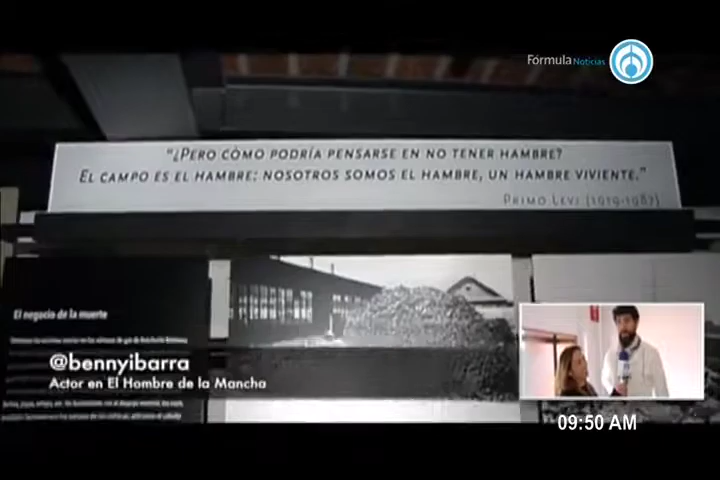 Fórmula Noticias
"¿PERO CÓMO PODRÍA PENSARSE EN NO TENER HAMBRE?
EL CAMPO ES EL HAMBRE: NOSOTROS SOMOS EL HAMBRE, UN HAMBRE VIVIENTE."
PRIMO LEVI (1919-1987)
El negocio de la muerte
@bennyibarra
Actor en El Hombre de la Mancha
09:50 AM